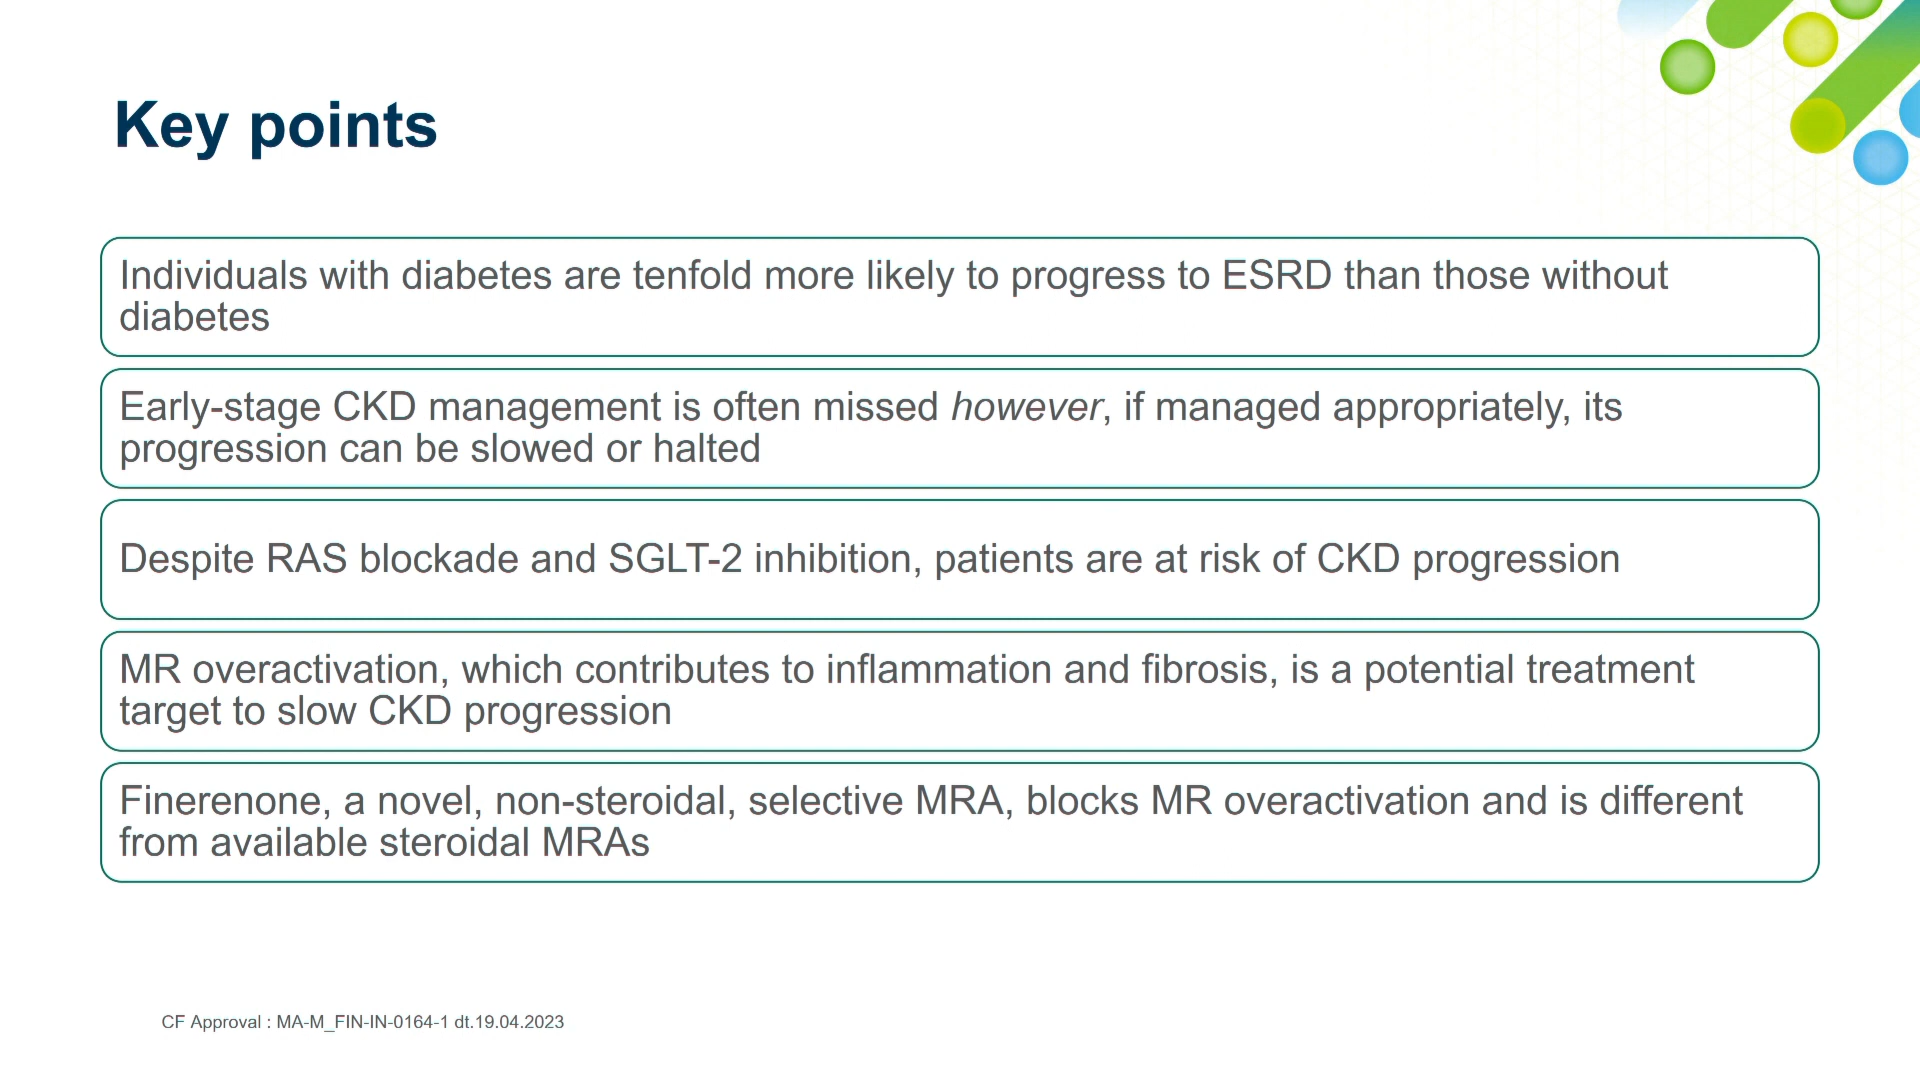 Key points
Individuals with diabetes are tenfold more likely to progress to ESRD than those without
diabetes
Early-stage CKD management is often missed however, if managed appropriately, its
progression can be slowed or halted
Despite RAS blockade and SGLT-2 inhibition, patients are at risk of CKD progression
MR overactivation, which contributes to inflammation and fibrosis, is a potential treatment
target to slow CKD progression
Finerenone, a novel, non-steroidal, selective MRA, blocks MR overactivation and is different
from available steroidal MRAs
CF Approval : MA-M_FIN-IN-0164-1 dt.19.04.2023